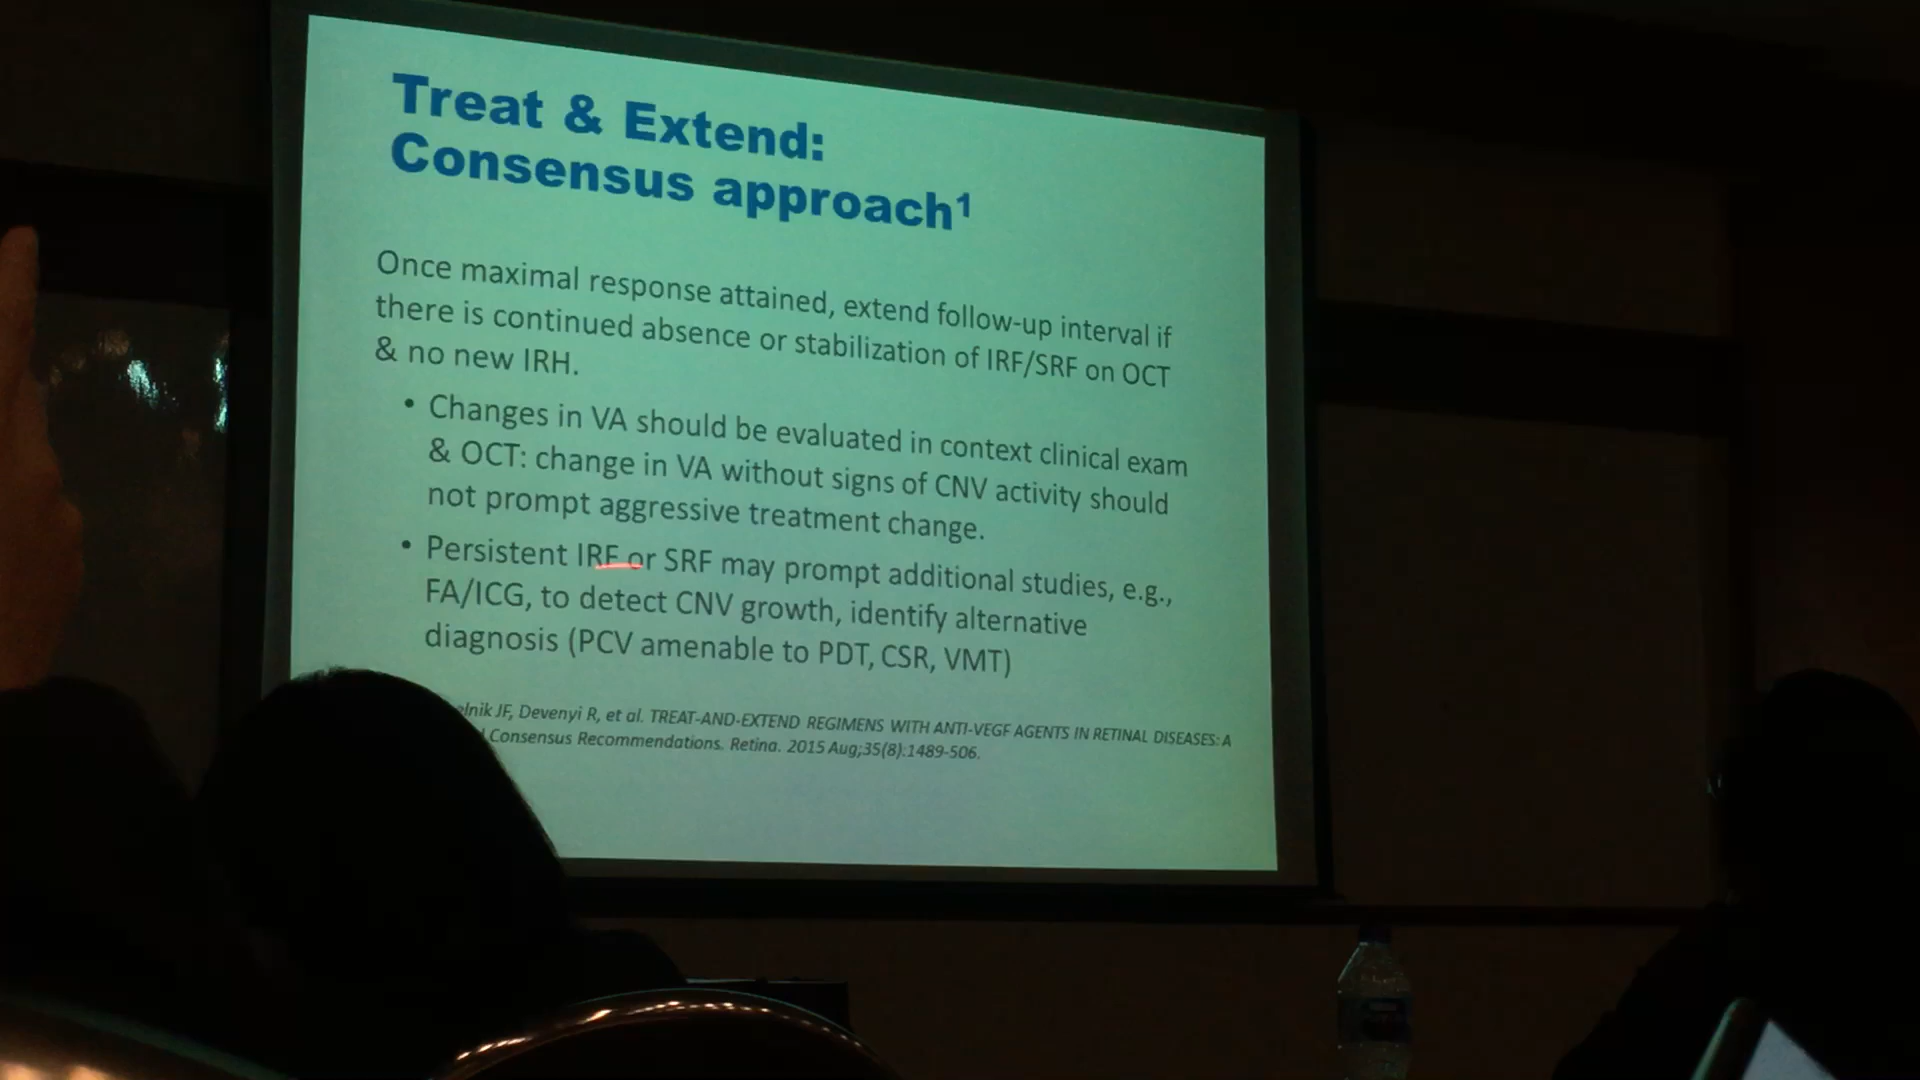 Treat & Extend:
Consensus approach¹
Once maximal response attained, extend follow-up interval if
there is continued absence or stabilization of IRF/SRF on OCT
& no new IRH.
• Changes in VA should be evaluated in context clinical exam
& OCT: change in VA without signs of CNV activity should
not prompt aggressive treatment change.
• Persistent IRF or SRF may prompt additional studies, e.g.,
FA/ICG, to detect CNV growth, identify alternative
diagnosis (PCV amenable to PDT, CSR, VMT)
JF, Devenyi R, et al. TREAT-AND-EXTEND REGIMENS WITH ANTI-VEGF AGENTS IN RETINAL DISEASES: A
Consensus Recommendations. Retina. 2015 Aug;35(8):1489-506.